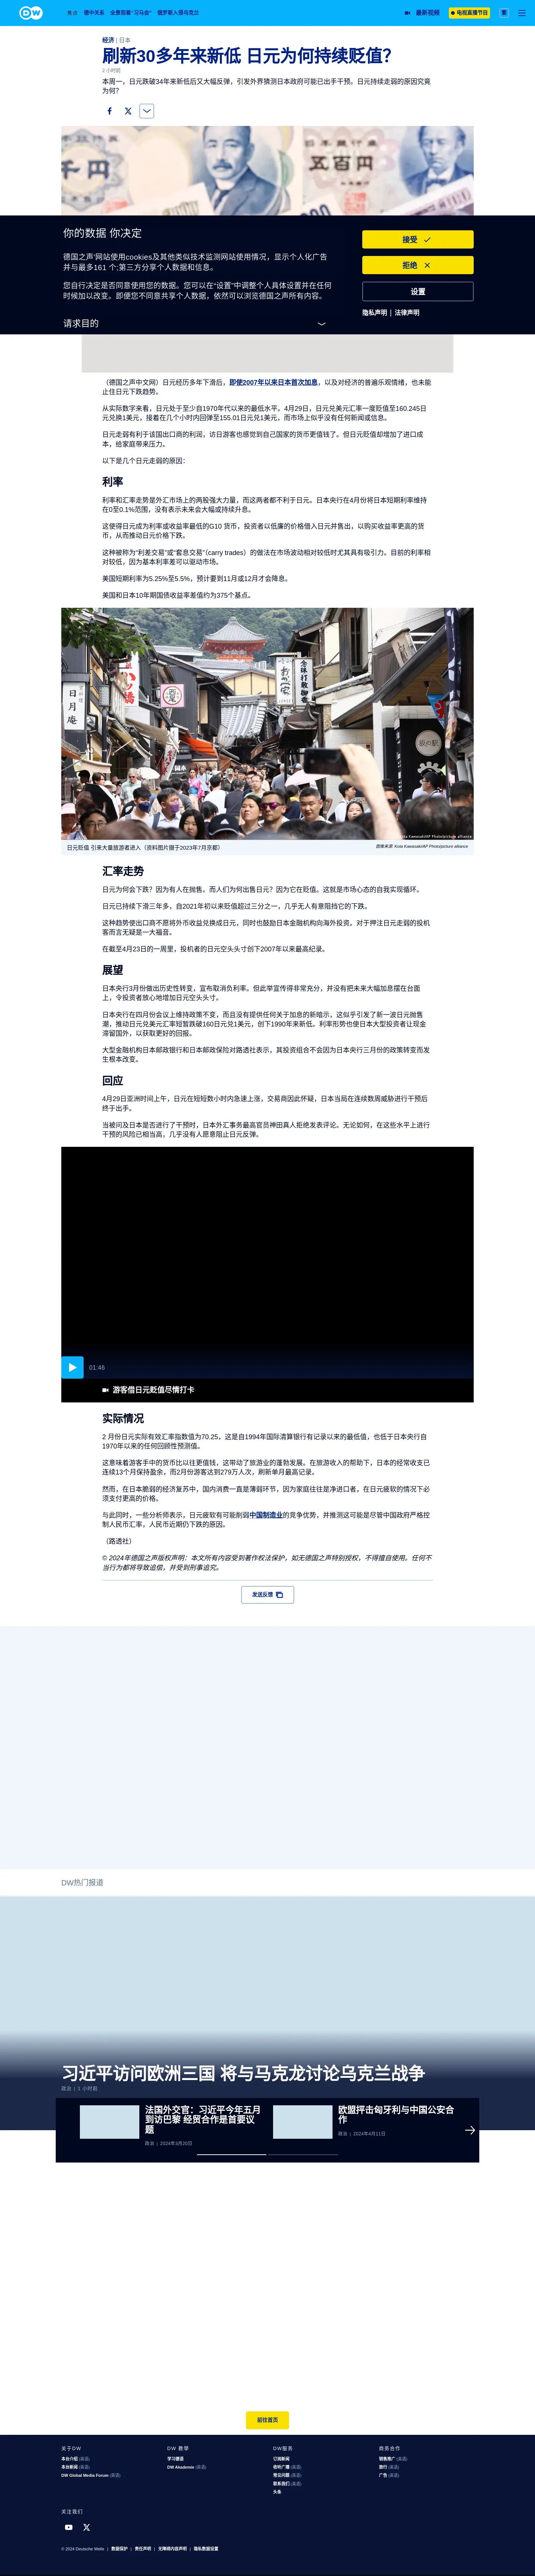 DW
焦点 德中关系 全景图看“习马会” 俄罗斯入侵乌克兰
最新视频
电视直播节目
繁
经济 | 日本
刷新30多年来新低 日元为何持续贬值?
2小时前
本周一，日元跌破34年来新低后又大幅反弹，引发外界猜测日本政府可能已出手干预。日元持续走弱的原因究竟
为何?
五百円
你的数据 你决定
德国之声网站使用cookies及其他类似技术监测网站使用情况，显示个人化广告
并与最多161 个第三方分享个人数据和信息。
您自行决定是否同意使用您的数据。您可以在“设置”中调整个人具体设置并在任何
时候加以改变。即便您不同意共享个人数据，依然可以浏览德国之声所有内容。
请求目的
接受
拒绝
设置
隐私声明 | 法律声明
（德国之声中文网）日元经历多年下滑后，即使2007年以来日本首次加息，以及对经济的普遍乐观情绪，也未能
止住日元下跌趋势。
从实际数字来看，日元处于至少自1970年代以来的最低水平。4月29日，日元兑美元汇率一度贬值至160.245日
元兑换1美元，接着在几个小时内回弹至155.01日元兑1美元，而市场上似乎没有任何新闻或信息。
日元走弱有利于该国出口商的利润，访日游客也感觉到自己国家的货币更值钱了。但日元贬值却增加了进口成
本，给家庭带来压力。
以下是几个日元走弱的原因：
利率
利率和汇率走势是外汇市场上的两股强大力量，而这两者都不利于日元。日本央行在4月份将日本短期利率维持
在0至0.1%范围，没有表示未来会大幅或持续升息。
这使得日元成为利率或收益率最低的G10 货币，投资者以低廉的价格借入日元并售出，以购买收益率更高的货
币，从而推动日元价格下跌。
这种被称为“利差交易”或“套息交易”（carry trades）的做法在市场波动相对较低时尤其具有吸引力。目前的利率相
对较低，因为基本利率差可以驱动市场。
美国短期利率为5.25%至5.5%，预计要到11月或12月才会降息。
美国和日本10年期国债收益率差值约为375个基点。
日元贬值 引来大量旅游者进入（资料图片摄于2023年7月京都）
图像来源: Kota Kawasaki/AP Photo/picture alliance
汇率走势
日元为何会下跌？因为有人在抛售。而人们为何出售日元？因为它在贬值。这就是市场心态的自我实现循环。
日元已持续下滑三年多，自2021年初以来贬值超过三分之一，几乎无人有意阻挡它的下跌。
这种趋势使出口商不愿将外币收益兑换成日元，同时也鼓励日本金融机构向海外投资。对于押注日元走弱的投机
客而言无疑是一大福音。
在截至4月23日的一周里，投机者的日元空头头寸创下2007年以来最高纪录。
展望
日本央行3月份做出历史性转变，宣布取消负利率。但此举宣传得非常充分，并没有把未来大幅加息摆在台面
上，令投资者放心地增加日元空头头寸。
日本央行在四月份会议上维持政策不变，而且没有提供任何关于加息的新暗示，这似乎引发了新一波日元抛售
潮，推动日元兑美元汇率短暂跌破160日元兑1美元，创下1990年来新低。利率形势也使日本大型投资者让现金
滞留国外，以获取更好的回报。
大型金融机构日本邮政银行和日本邮政保险对路透社表示，其投资组合不会因为日本央行三月份的政策转变而发
生根本改变。
回应
4月29日亚洲时间上午，日元在短短数小时内急速上涨，交易商因此怀疑，日本当局在连续数周威胁进行干预后
终于出手。
当被问及日本是否进行了干预时，日本外汇事务最高官员神田真人拒绝发表评论。无论如何，在这些水平上进行
干预的风险已相当高，几乎没有人愿意阻止日元反弹。
01:46
游客借日元贬值尽情打卡
实际情况
2 月份日元实际有效汇率指数值为70.25，这是自1994年国际清算银行有记录以来的最低值，也低于日本央行自
1970年以来的任何回顾性预测值。
这意味着游客手中的货币比以往更值钱，这带动了旅游业的蓬勃发展。在旅游收入的帮助下，日本的经常收支已
连续13个月保持盈余，而2月份游客达到279万人次，刷新单月最高记录。
然而，在日本脆弱的经济复苏中，国内消费一直是薄弱环节，因为家庭往往是净进口者，在日元疲软的情况下必
须支付更高的价格。
与此同时，一些分析师表示，日元疲软有可能削弱中国制造业的竞争优势，并推测这可能是尽管中国政府严格控
制人民币汇率，人民币近期仍下跌的原因。
（路透社）
© 2024年德国之声版权声明：本文所有内容受到著作权法保护，如无德国之声特别授权，不得擅自使用。任何不
当行为都将导致追偿，并受到刑事追究。
发送反馈
DW热门报道
习近平访问欧洲三国 将与马克龙讨论乌克兰战争
政治 | 1 小时前
法国外交官：习近平今年五月
到访巴黎 经贸合作是首要议
题
政治 | 2024年3月20日
欧盟抨击匈牙利与中国公安合
作
政治 | 2024年4月11日
前往首页
关于DW
本台介绍 (英语)
本台新闻 (英语)
DW Global Media Forum (英语)
DW 教学
学习德语
DW Akademie (英语)
DW服务
订阅新闻
收听广播 (英语)
常见问题 (英语)
联系我们 (英语)
头条
商务合作
销售推广 (英语)
旅行 (英语)
广告 (英语)
关注我们
© 2024 Deutsche Welle | 数据保护 | 责任声明 | 无障碍内容声明 | 隐私数据设置